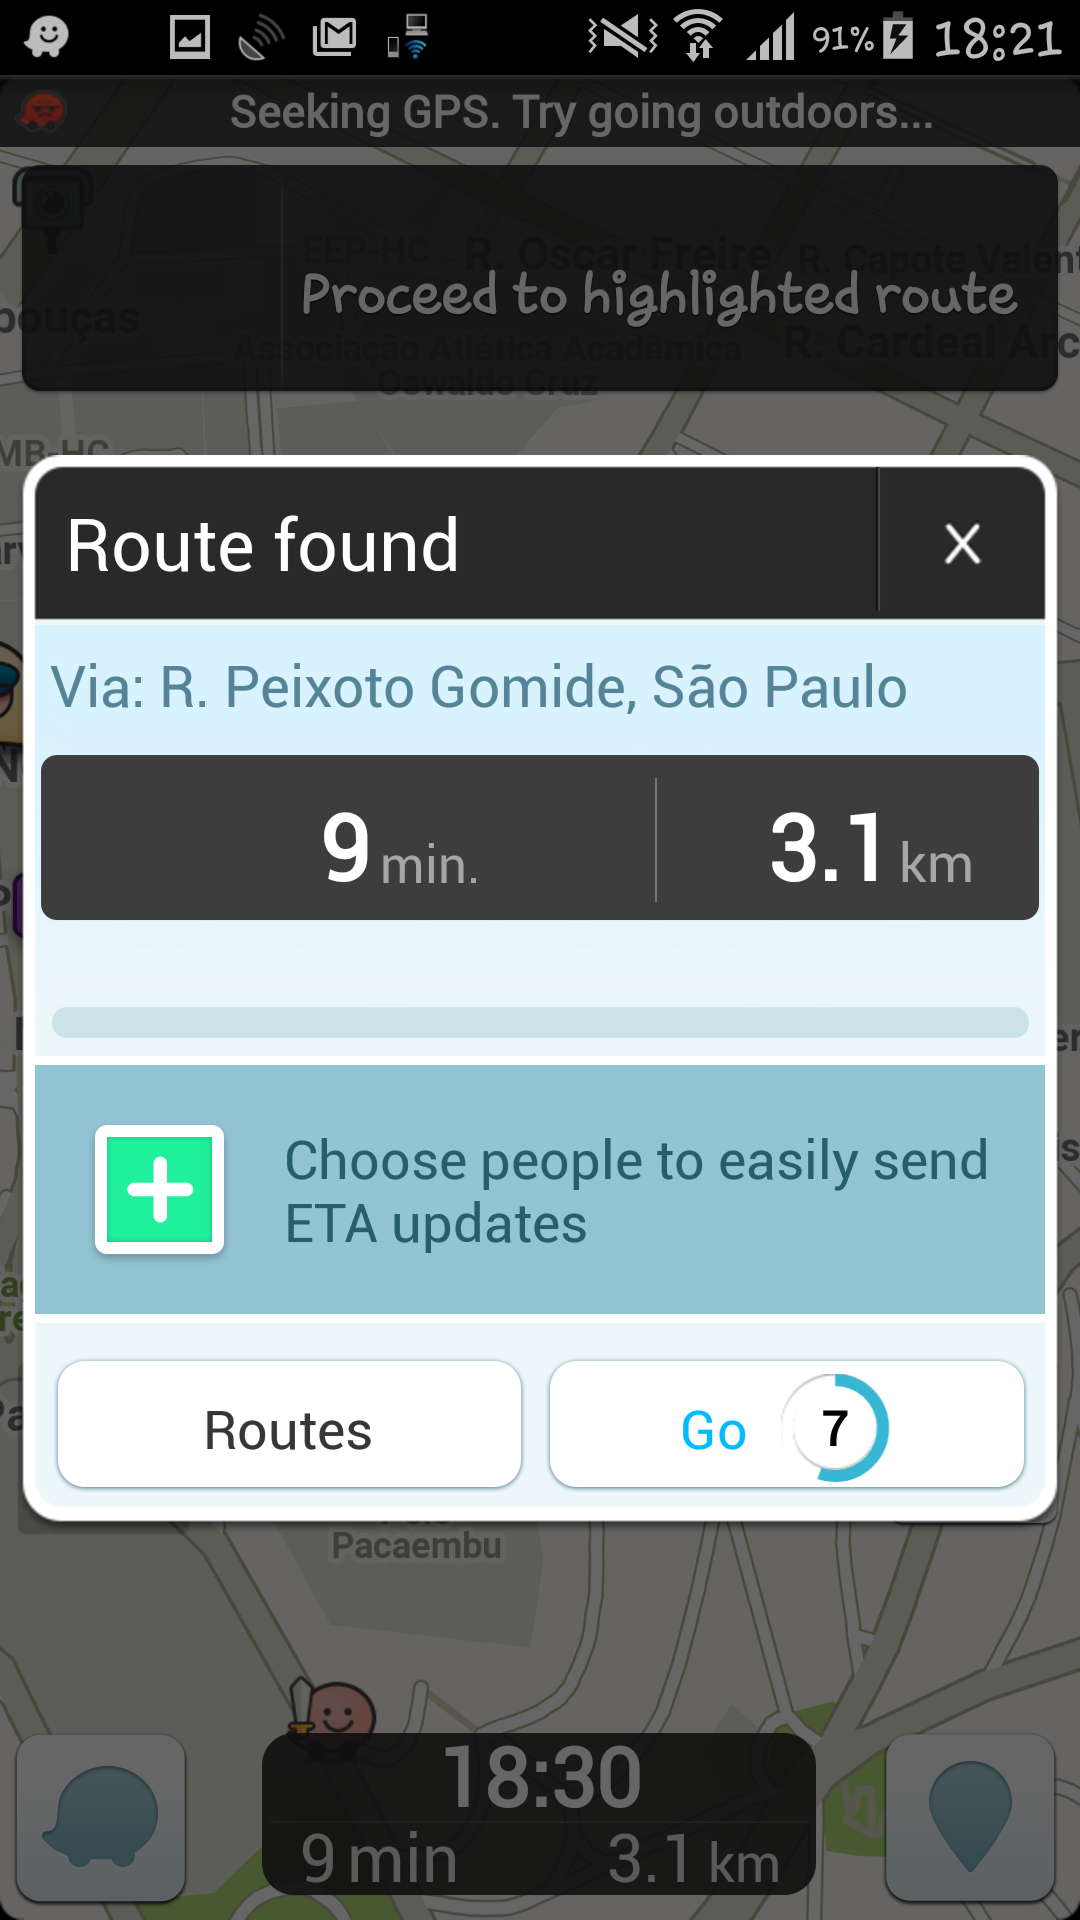 91% 18:21
Seeking GPS. Try going outdoors...
EEP-HC R. Oscar Freire R. Capote Valent
Proceed to highlighted route
bouças
Associação Atlética Acadêmica R. Cardeal Arc
Oswaldo Cruz
MB-HC
Route found
X
Via: R. Peixoto Gomide, São Paulo
9 min. 3.1 km
Choose people to easily send
ETA updates
Routes Go 7
Pacaembu
18:30
9 min 3.1 km